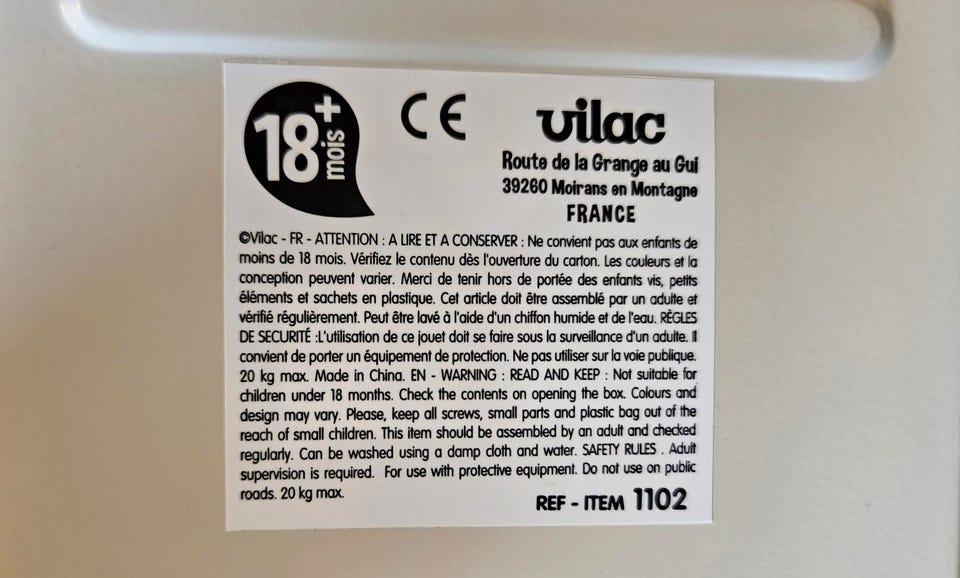 18+ mois
CE
vilac
Route de la Grange au Gui
39260 Moirans en Montagne
FRANCE
©Vilac - FR - ATTENTION : A LIRE ET A CONSERVER : Ne convient pas aux enfants de
moins de 18 mois. Vérifiez le contenu dès l'ouverture du carton. Les couleurs et la
conception peuvent varier. Merci de tenir hors de portée des enfants vis, petits
éléments et sachets en plastique. Cet article doit être assemblé par un adulte et
vérifié régulièrement. Peut être lavé à l'aide d'un chiffon humide et de l'eau. RÈGLES
DE SECURITÉ :L'utilisation de ce jouet doit se faire sous la surveillance d'un adulte. Il
convient de porter un équipement de protection. Ne pas utiliser sur la voie publique.
20 kg max. Made in China. EN - WARNING : READ AND KEEP : Not suitable for
children under 18 months. Check the contents on opening the box. Colours and
design may vary. Please, keep all screws, small parts and plastic bag out of the
reach of small children. This item should be assembled by an adult and checked
regularly. Can be washed using a damp cloth and water. SAFETY RULES . Adult
supervision is required. For use with protective equipment. Do not use on public
roads. 20 kg max.
REF - ITEM 1102